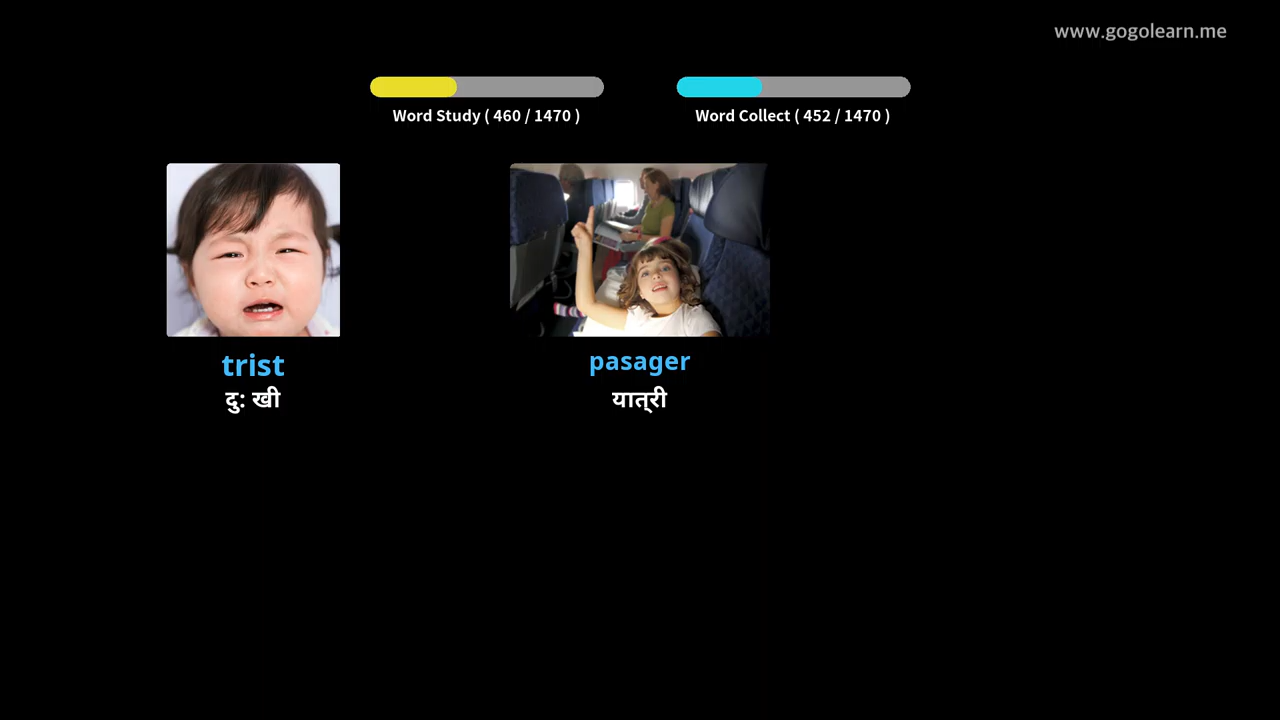 www.gogolearn.me
Word Study ( 460 / 1470 )
Word Collect ( 452 / 1470 )
trist
दु: खी
pasager
यात्री